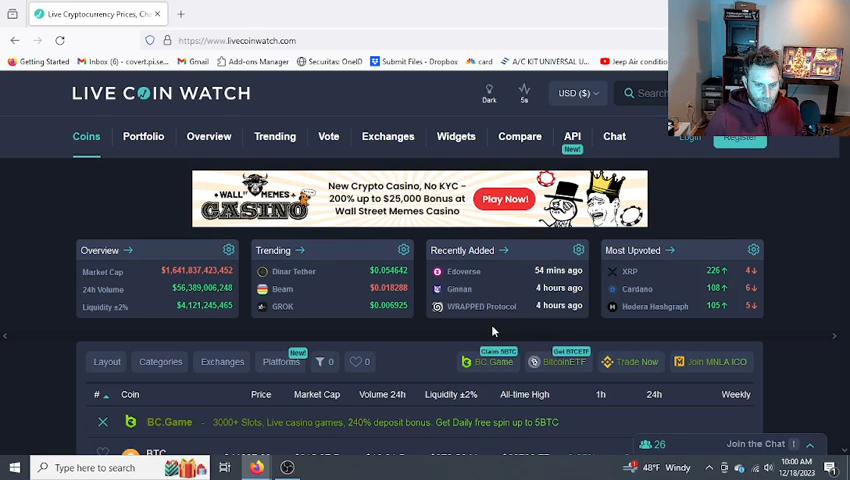 Live Cryptocurrency Prices, Cha
https://www.livecoinwatch.com
Getting Started
Inbox (6) - covert.pi.se...
Gmail
Add-ons Manager
Securitas: OneID
Submit Files - Dropbox
card
A/C KIT UNIVERSAL U...
Jeep Air condition
LIVE COIN WATCH
Dark
5s
USD ($)
Search
Coins
Portfolio
Overview
Trending
Vote
Exchanges
Widgets
Compare
API
New!
Chat
Login
Register
WALL ST MEMES
CASINO
New Crypto Casino, No KYC -
200% up to $25,000 Bonus at
Wall Street Memes Casino
Play Now!
Overview
Market Cap $1,641,837,423,452
24h Volume $56,389,006,248
Liquidity ±2% $4,121,245,465
Trending
Dinar Tether $0.054642
Beam $0.018288
GROK $0.006925
Recently Added
Edoverse 54 mins ago
Ginnan 4 hours ago
WRAPPED Protocol 4 hours ago
Most Upvoted
XRP 226 4
Cardano 108 6
Hedera Hashgraph 105 5
Layout
Categories
Exchanges
New!
Platforms
0
0
Claim 5BTC
BC.Game
Get BTCETF
BitcoinETF
Trade Now
Join MNLA ICO
# Coin Price Market Cap Volume 24h Liquidity ±2% All-time High 1h 24h Weekly
BC.Game 3000+ Slots, Live casino games, 240% deposit bonus. Get Daily free spin up to 5BTC
BTC
26
Join the Chat
Type here to search
48°F Windy
10:00 AM
12/18/2023